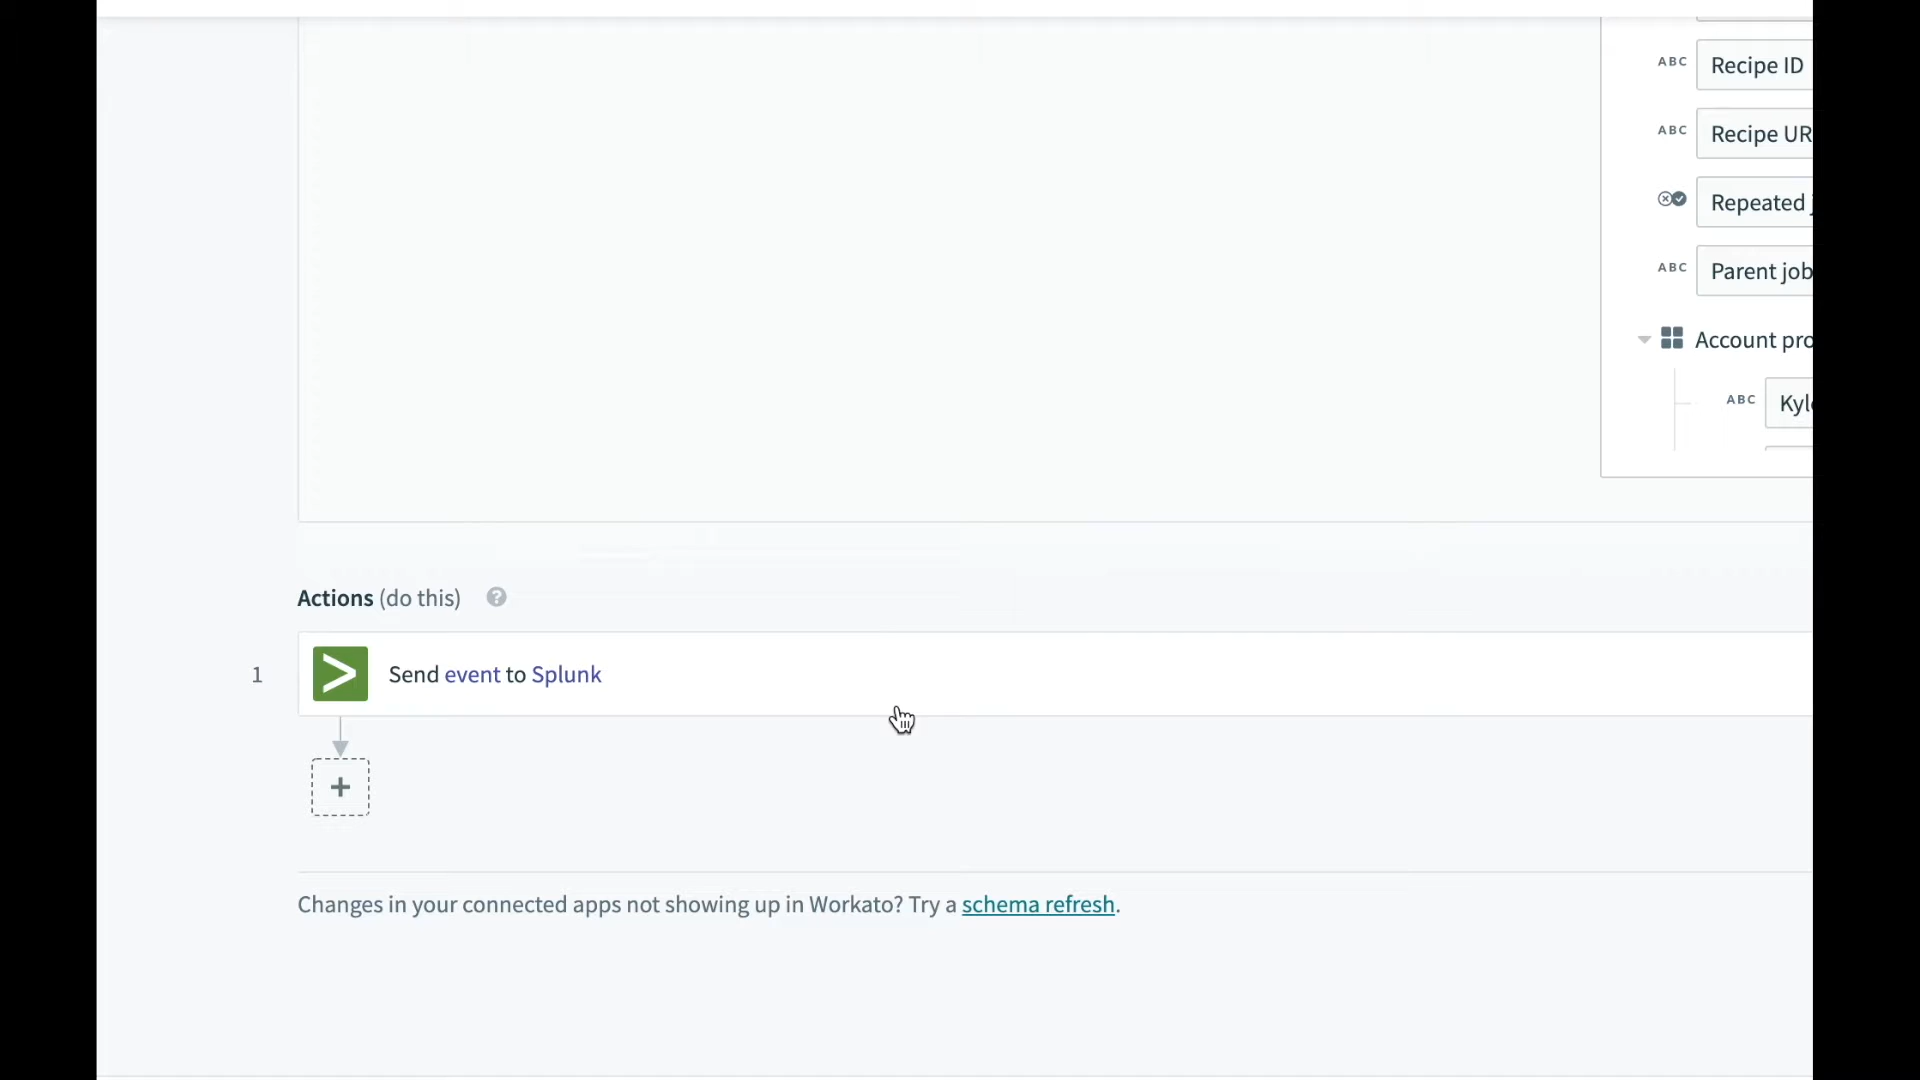 ABC Recipe ID
ABC Recipe UR
Repeated j
ABC Parent job
Account pro
ABC Kyl
Actions (do this) ?
1 Send event to Splunk
+
Changes in your connected apps not showing up in Workato? Try a schema refresh.